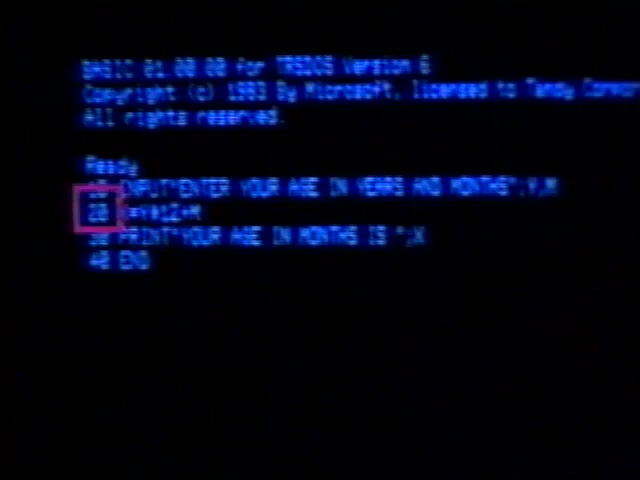 BASIC 01.00.00 for TRSDOS Version 6
Copyright (c) 1983 By Microsoft, licensed to Tandy
All rights reserved.
Ready
10 INPUT"ENTER YOUR AGE IN YEARS AND MONTHS";Y,M
20 X=Y*12+M
30 PRINT"YOUR AGE IN MONTHS IS ";X
40 END